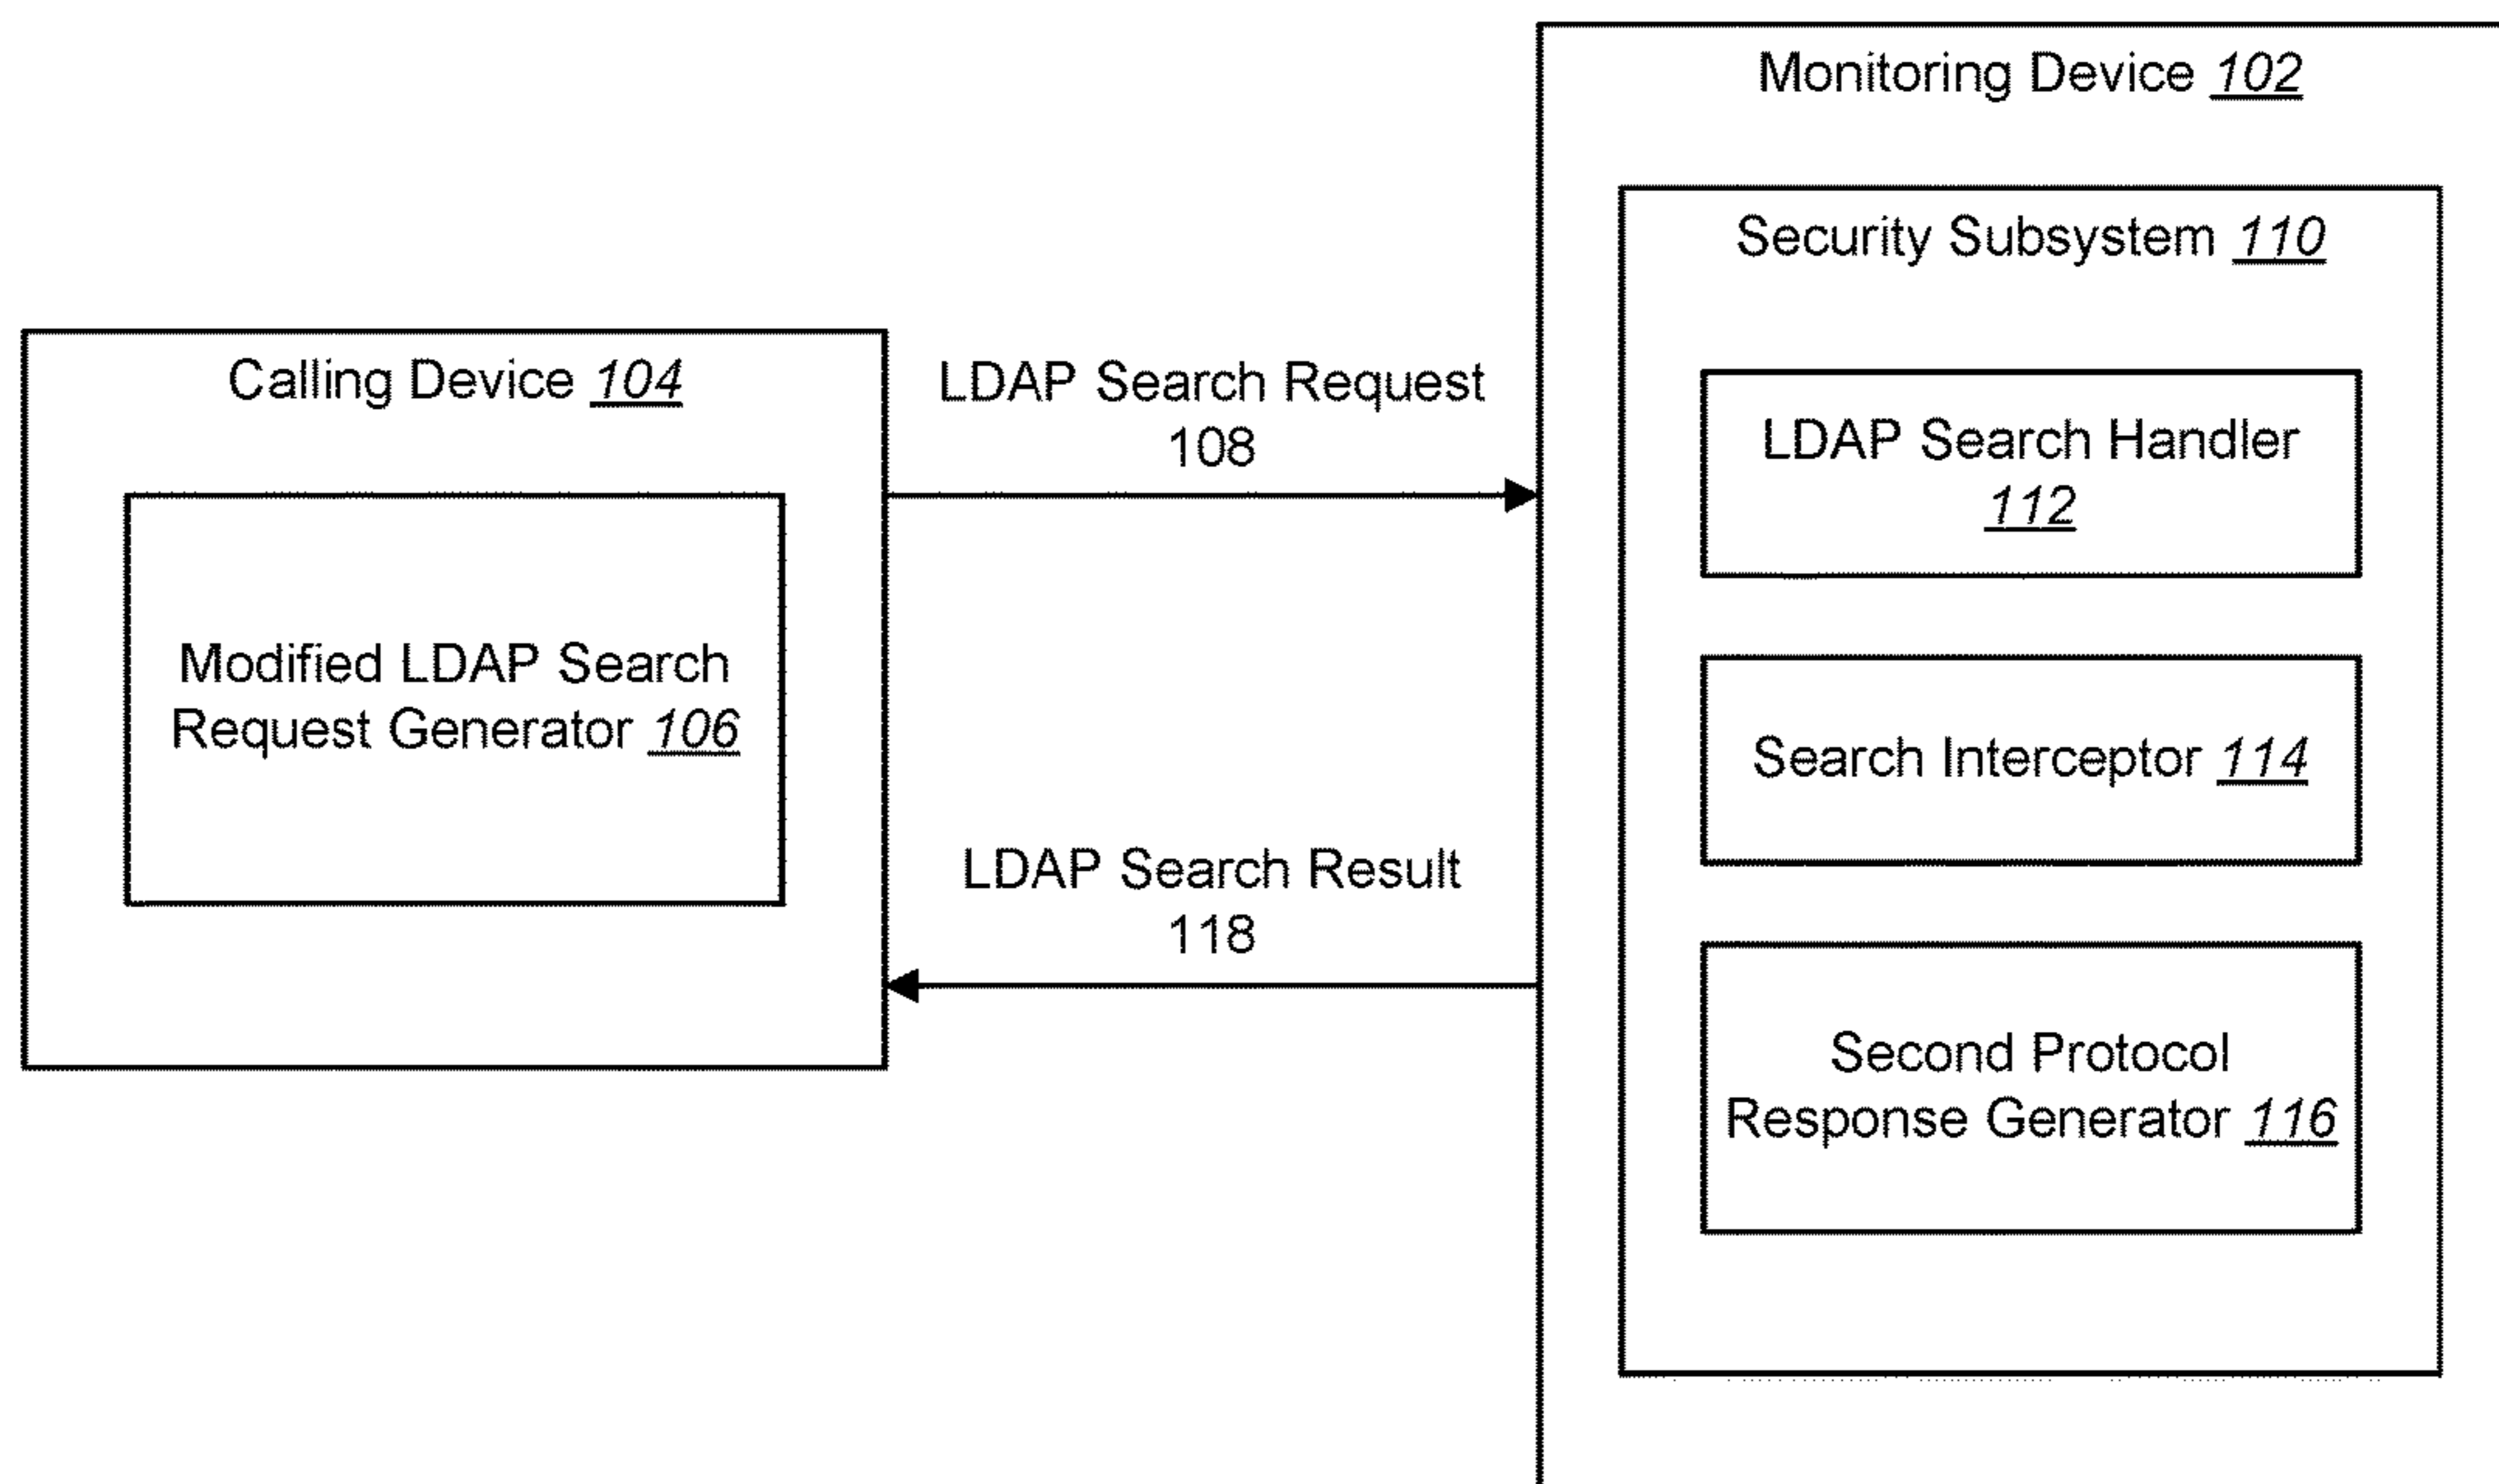 Monitoring Device 102
Security Subsystem 110
Calling Device 104
LDAP Search Request
108
LDAP Search Handler
112
Modified LDAP Search
Request Generator 106
Search Interceptor 114
LDAP Search Result
118
Second Protocol
Response Generator 116